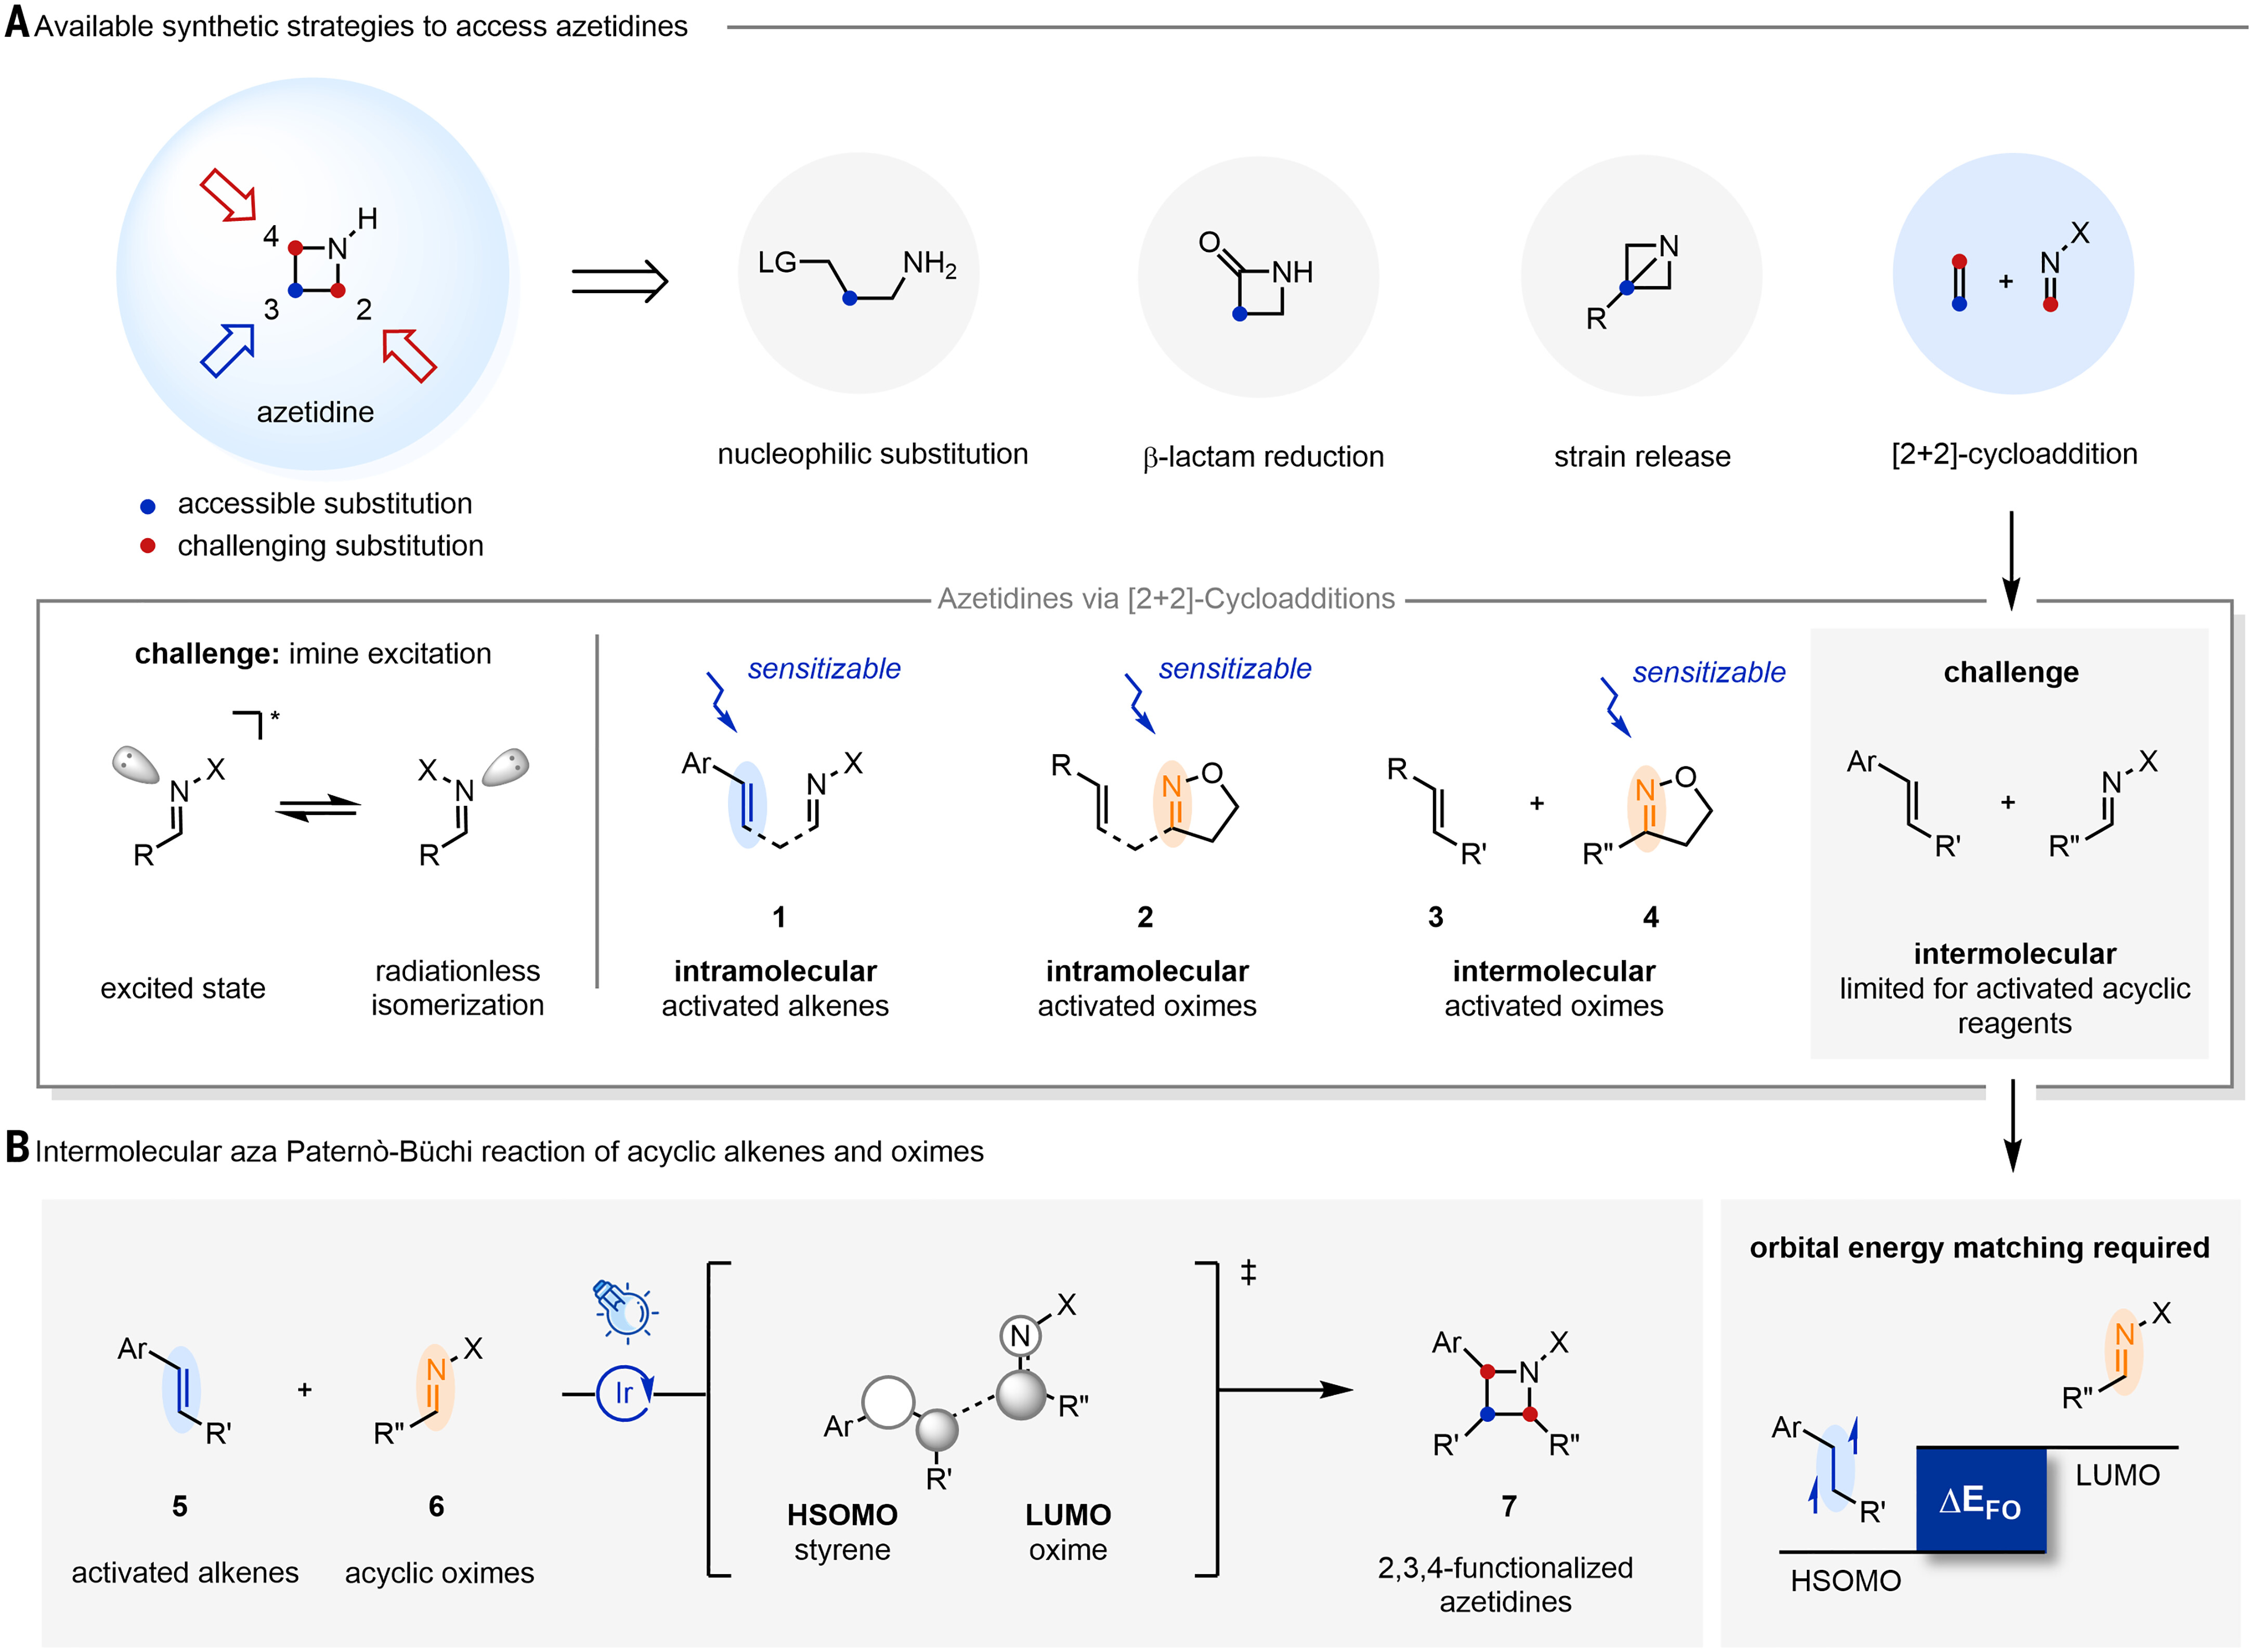 A Available synthetic strategies to access azetidines
H
4
N
3
2
azetidine
accessible substitution
challenging substitution
LG
NH2
nucleophilic substitution
O
NH
β-lactam reduction
N
R
strain release
+
N
X
[2+2]-cycloaddition
Azetidines via [2+2]-Cycloadditions
challenge: imine excitation
*
N
X
R
excited state
X
N
R
radiationless
isomerization
sensitizable
Ar
N
X
1
intramolecular
activated alkenes
sensitizable
R
N
O
2
intramolecular
activated oximes
sensitizable
R
R'
+
N
O
R"
3
4
intermolecular
activated oximes
challenge
Ar
R'
+
N
X
R"
intermolecular
limited for activated acyclic
reagents
B Intermolecular aza Paternò-Büchi reaction of acyclic alkenes and oximes
Ar
R'
5
activated alkenes
+
N
X
R"
6
acyclic oximes
Ir
Ar
R'
N
X
R"
‡
HSOMO
styrene
LUMO
oxime
Ar
N
X
R'
R"
7
2,3,4-functionalized
azetidines
orbital energy matching required
N
X
R"
Ar
R'
ΔEFO
LUMO
HSOMO